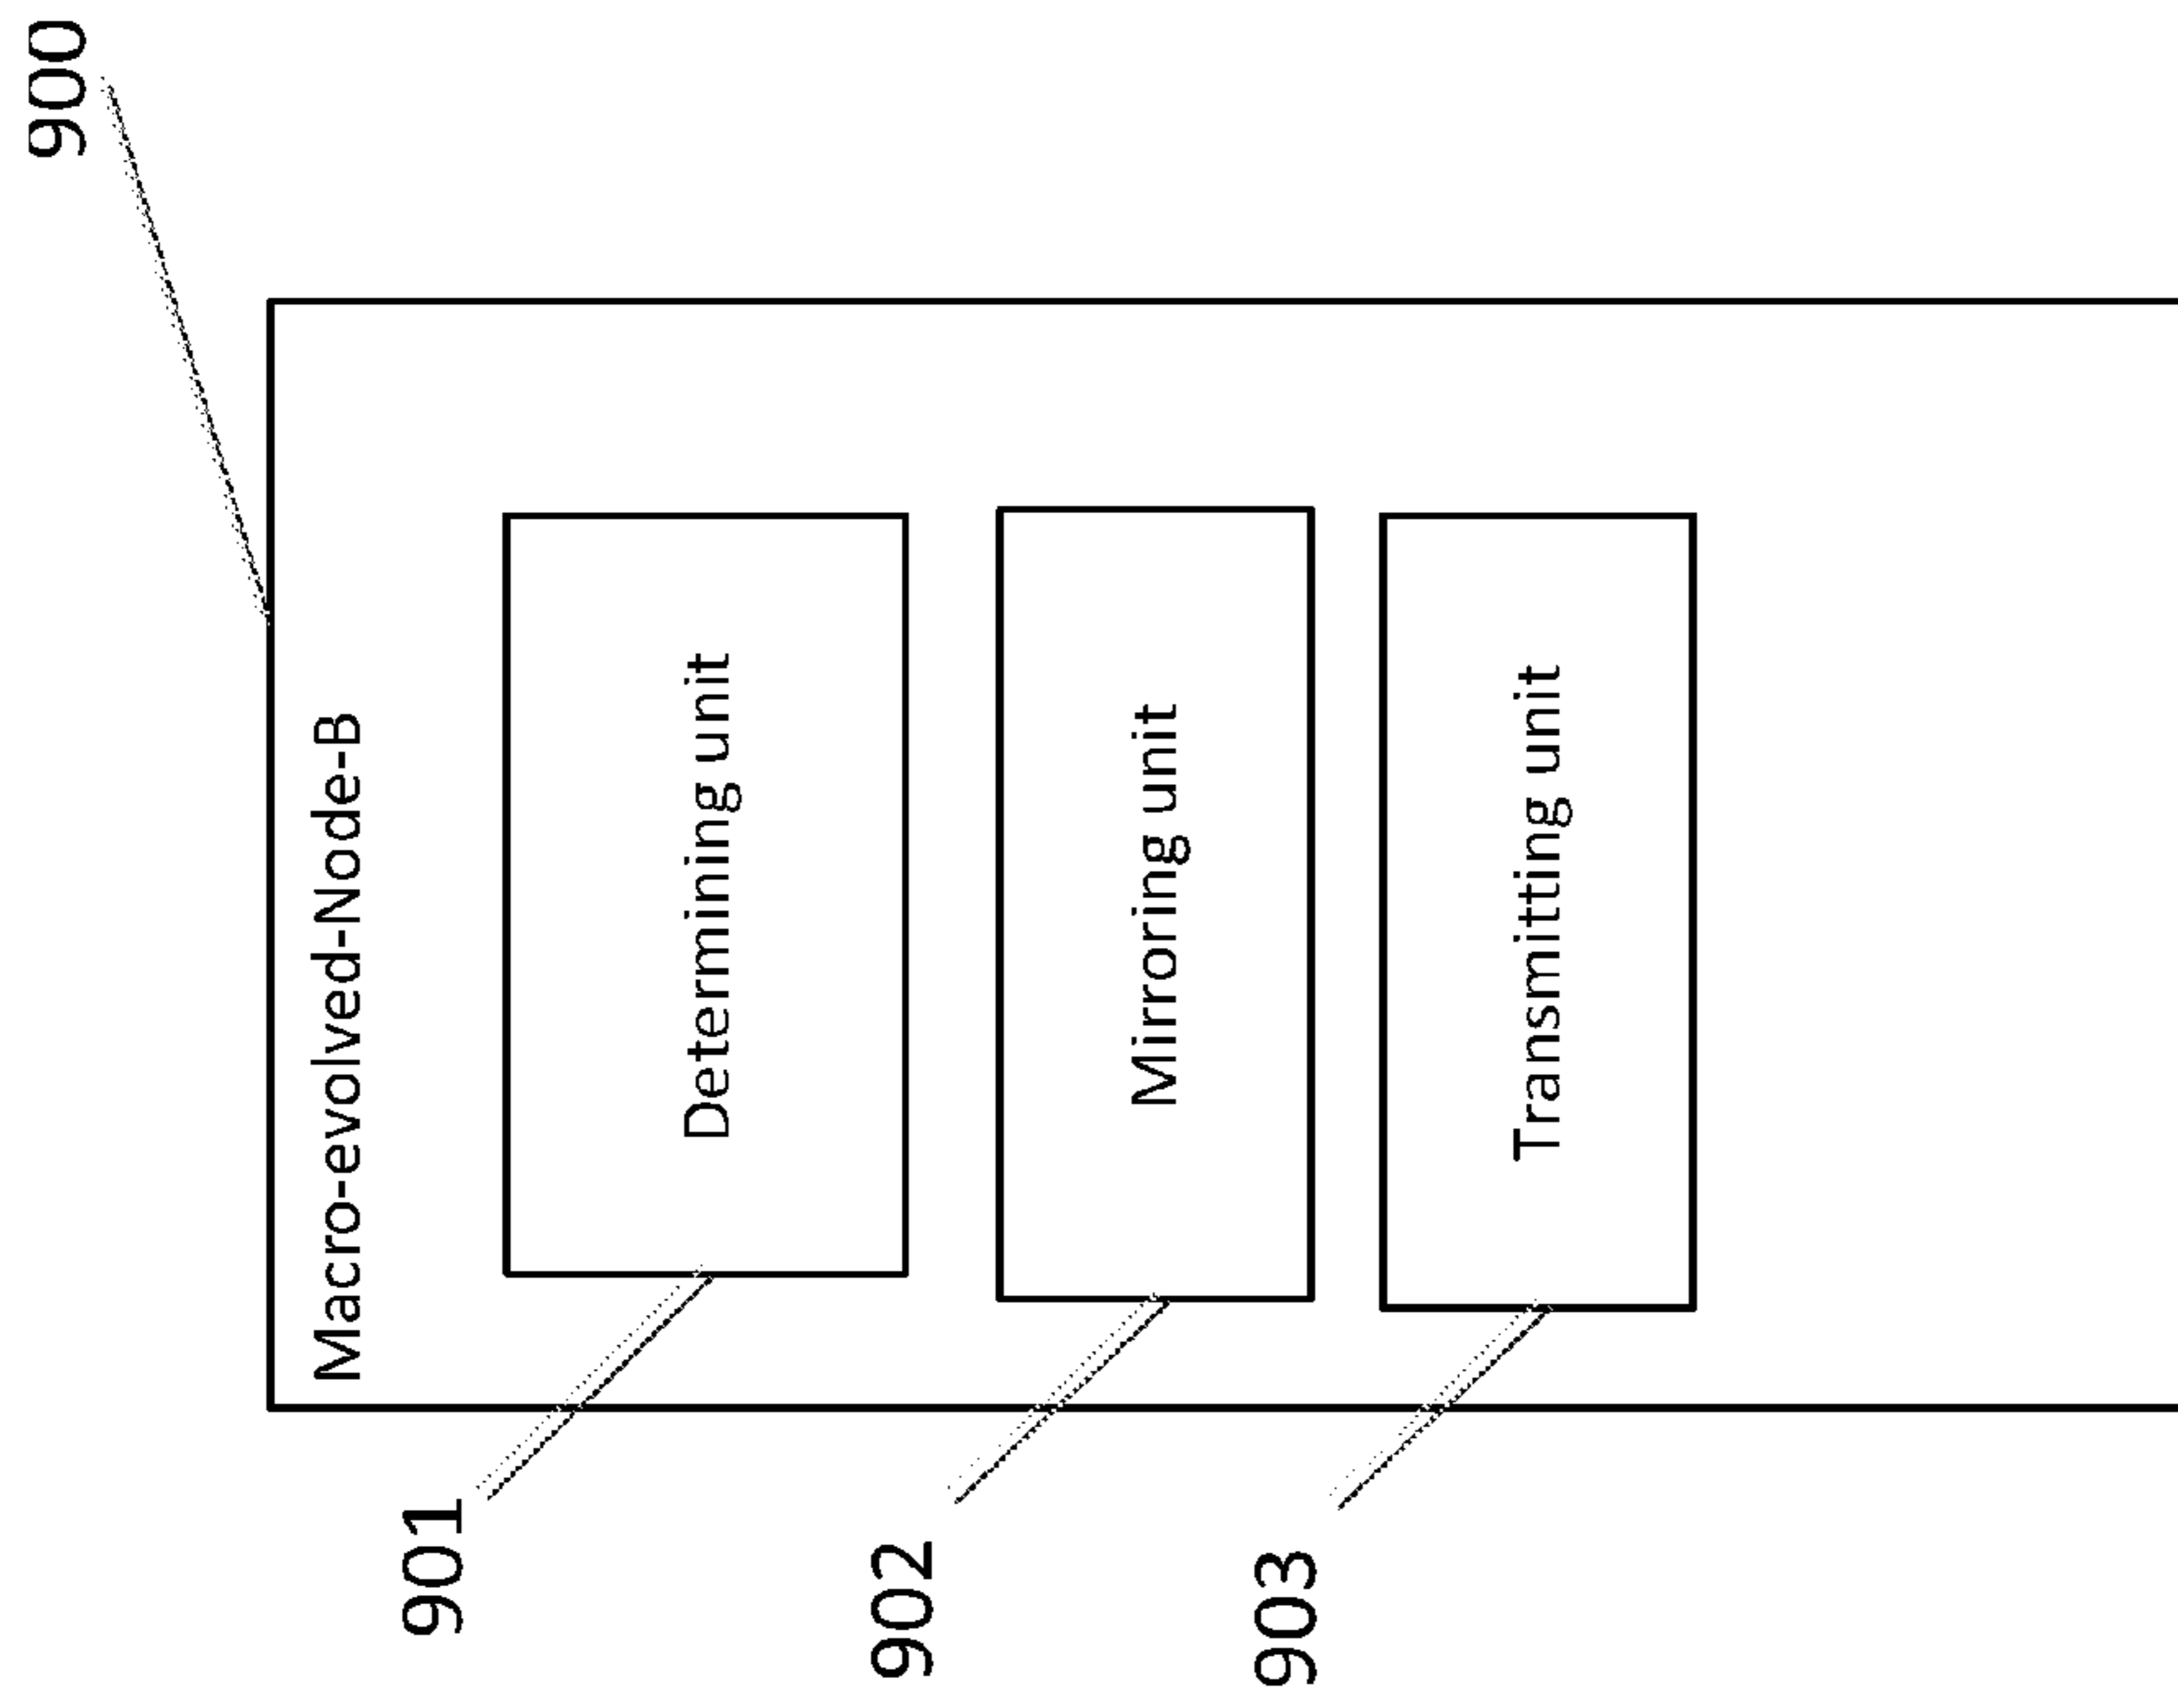 900
Macro-evolved-Node-B
901
Determining unit
902
Mirroring unit
903
Transmitting unit